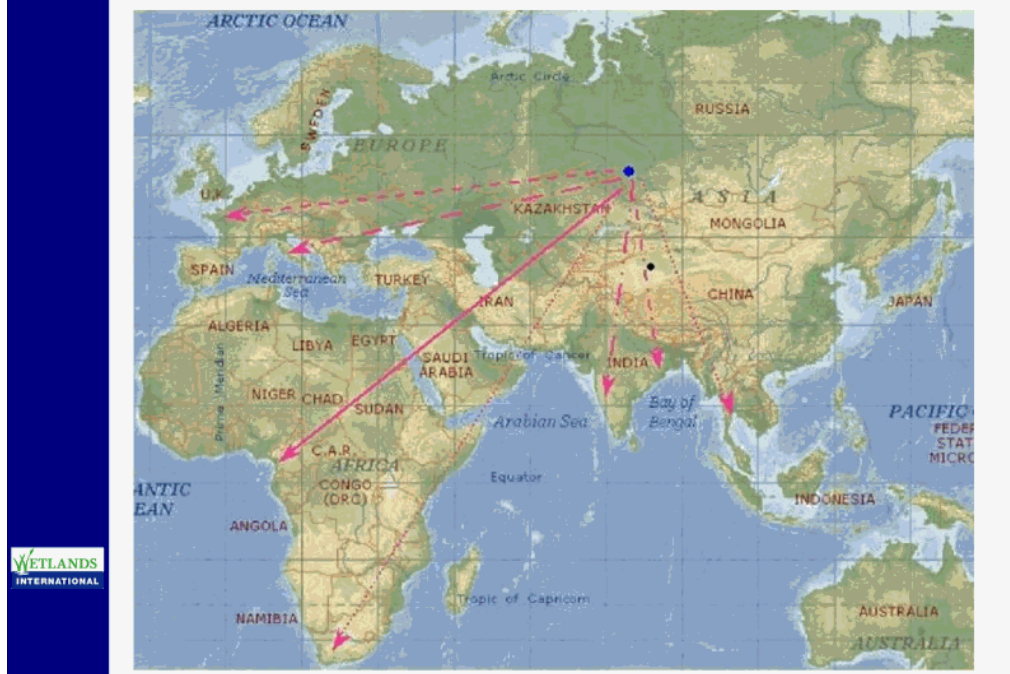 ARCTIC OCEAN
Arctic Circle
RUSSIA
SWEDEN
EUROPE
U.K.
ASIA
KAZAKHSTAN
MONGOLIA
SPAIN
Mediterranean
Sea
TURKEY
IRAN
CHINA
JAPAN
ALGERIA
LIBYA
EGYPT
SAUDI
ARABIA
Tropic of Cancer
INDIA
Prime Meridian
NIGER
CHAD
SUDAN
Arabian Sea
Bay of
Bengal
PACIFIC
FEDER
STAT
MICRO
C.A.R.
AFRICA
CONGO
(DRC)
Equator
ANTIC
EAN
INDONESIA
ANGOLA
WETLANDS
INTERNATIONAL
Tropic of Capricorn
NAMIBIA
AUSTRALIA
AUSTRALIA